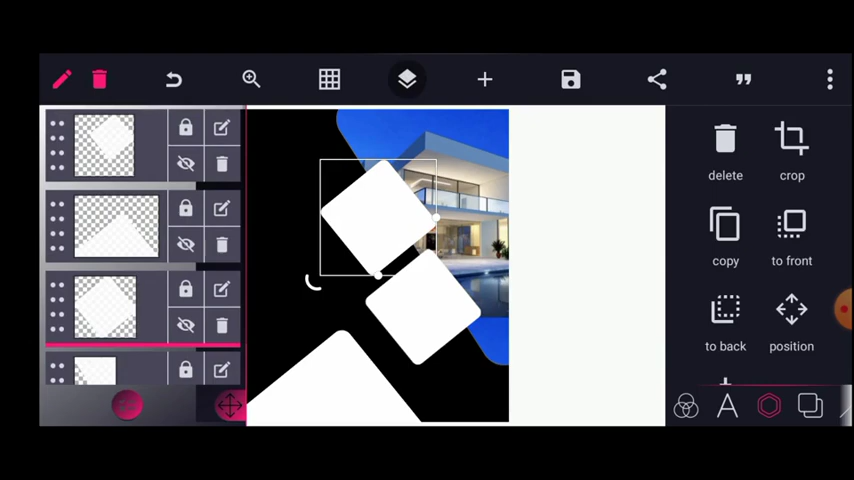 delete
crop
copy
to front
to back
position